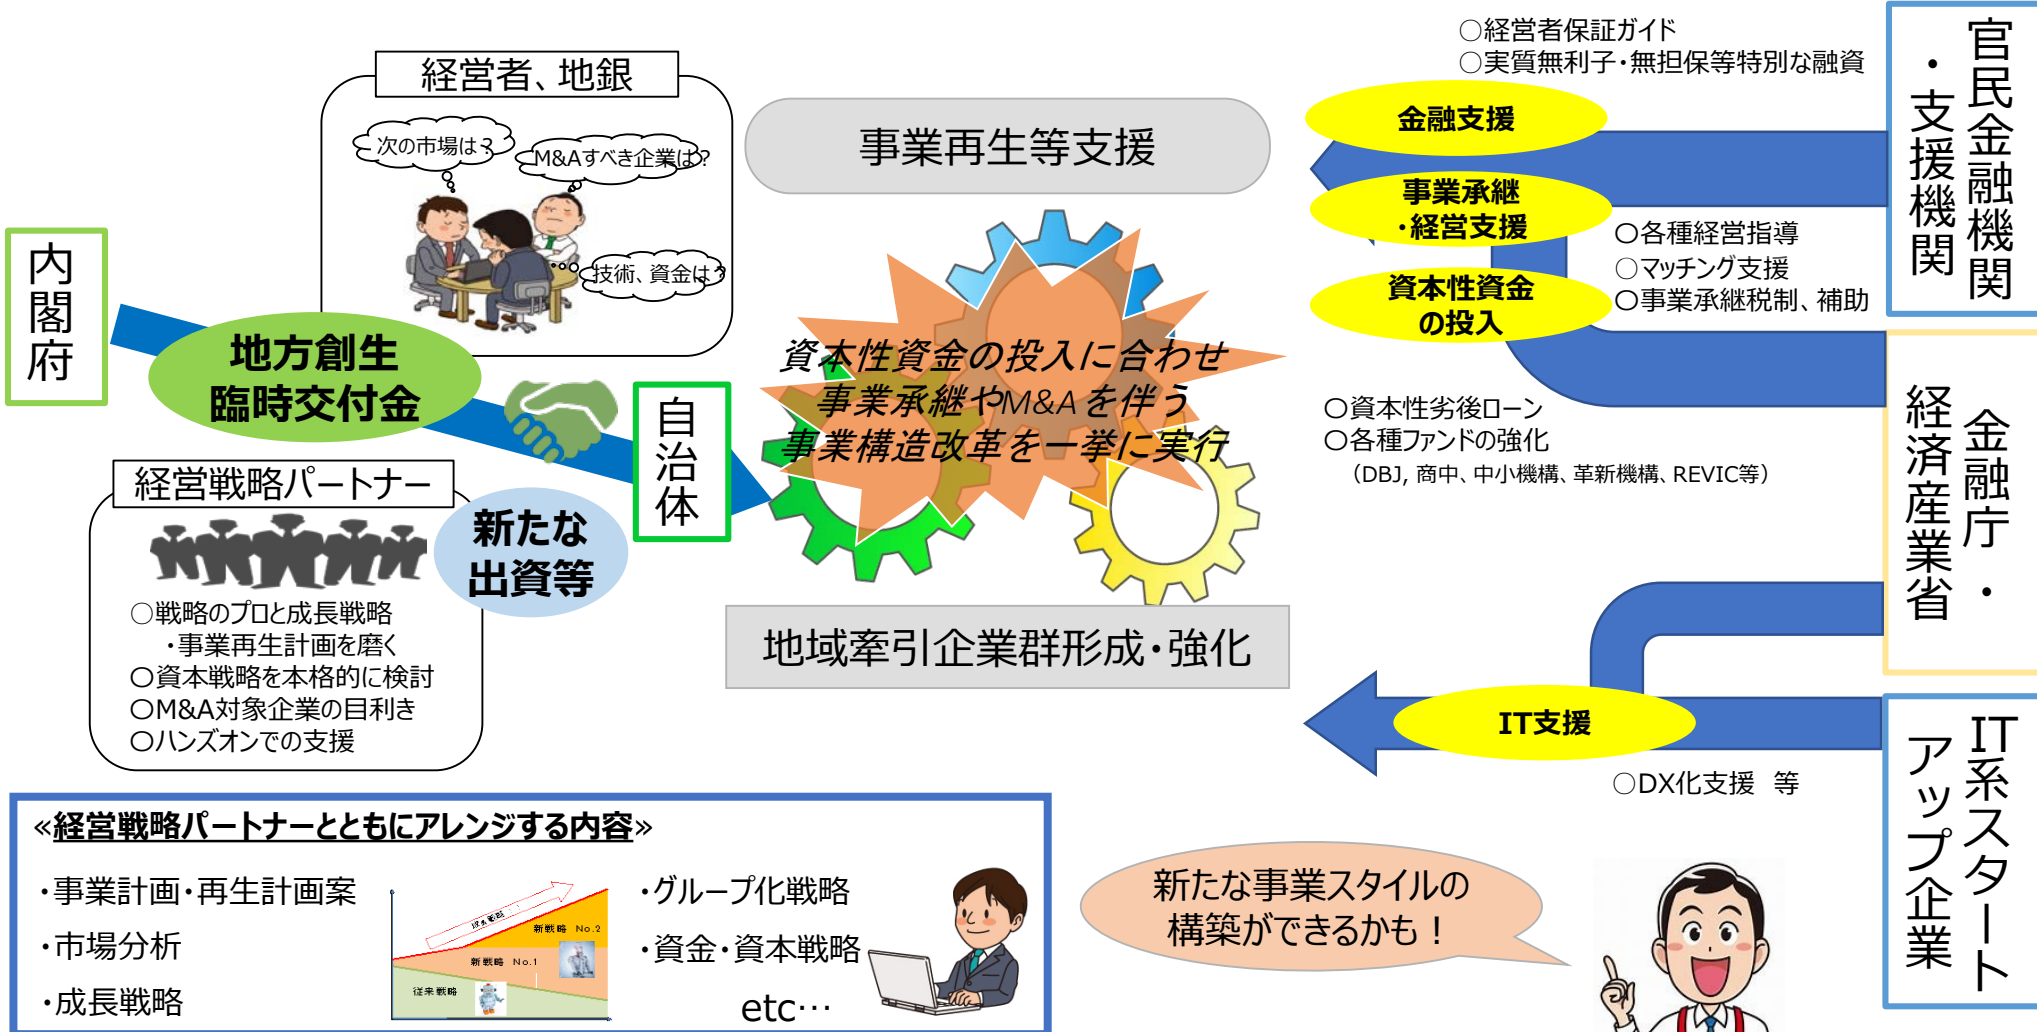 ○経営者保証ガイド
○実質無利子・無担保等特別な融資
官民金融機関
・支援機関
経営者、地銀
次の市場は？
M&Aすべき企業は？
技術、資金は？
事業再生等支援
金融支援
事業承継
・経営支援
○各種経営指導
○マッチング支援
○事業承継税制、補助
資本性資金
の投入
内閣府
地方創生
臨時交付金
自治体
資本性資金の投入に合わせ
事業承継やM&Aを伴う
事業構造改革を一挙に実行
○資本性劣後ローン
○各種ファンドの強化
（DBJ, 商中、中小機構、革新機構、REVIC等）
金融庁・
経済産業省
経営戦略パートナー
新たな
出資等
○戦略のプロと成長戦略
・事業再生計画を磨く
○資本戦略を本格的に検討
○M&A対象企業の目利き
○ハンズオンでの支援
地域牽引企業群形成・強化
IT支援
○DX化支援 等
IT系スタート
アップ企業
≪経営戦略パートナーとともにアレンジする内容≫
・事業計画・再生計画案
・市場分析
・成長戦略
新戦略 No.2
新戦略 No.1
従来戦略
・グループ化戦略
・資金・資本戦略
etc…
新たな事業スタイルの
構築ができるかも！